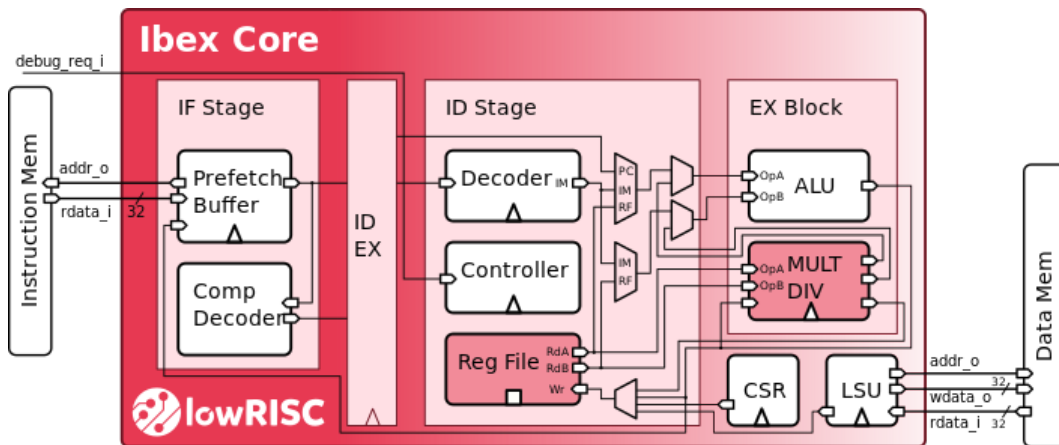 Ibex Core
debug_req_i
IF Stage
ID Stage
EX Block
Instruction Mem
addr_o
rdata_i
32
Prefetch
Buffer
Comp
Decoder
ID
EX
Decoder
IM
Controller
Reg File
RdA
RdB
Wr
PC
IM
RF
IM
RF
OpA
OpB
ALU
OpA
OpB
MULT
DIV
CSR
LSU
addr_o
32
wdata_o
rdata_i
32
Data Mem
lowRISC